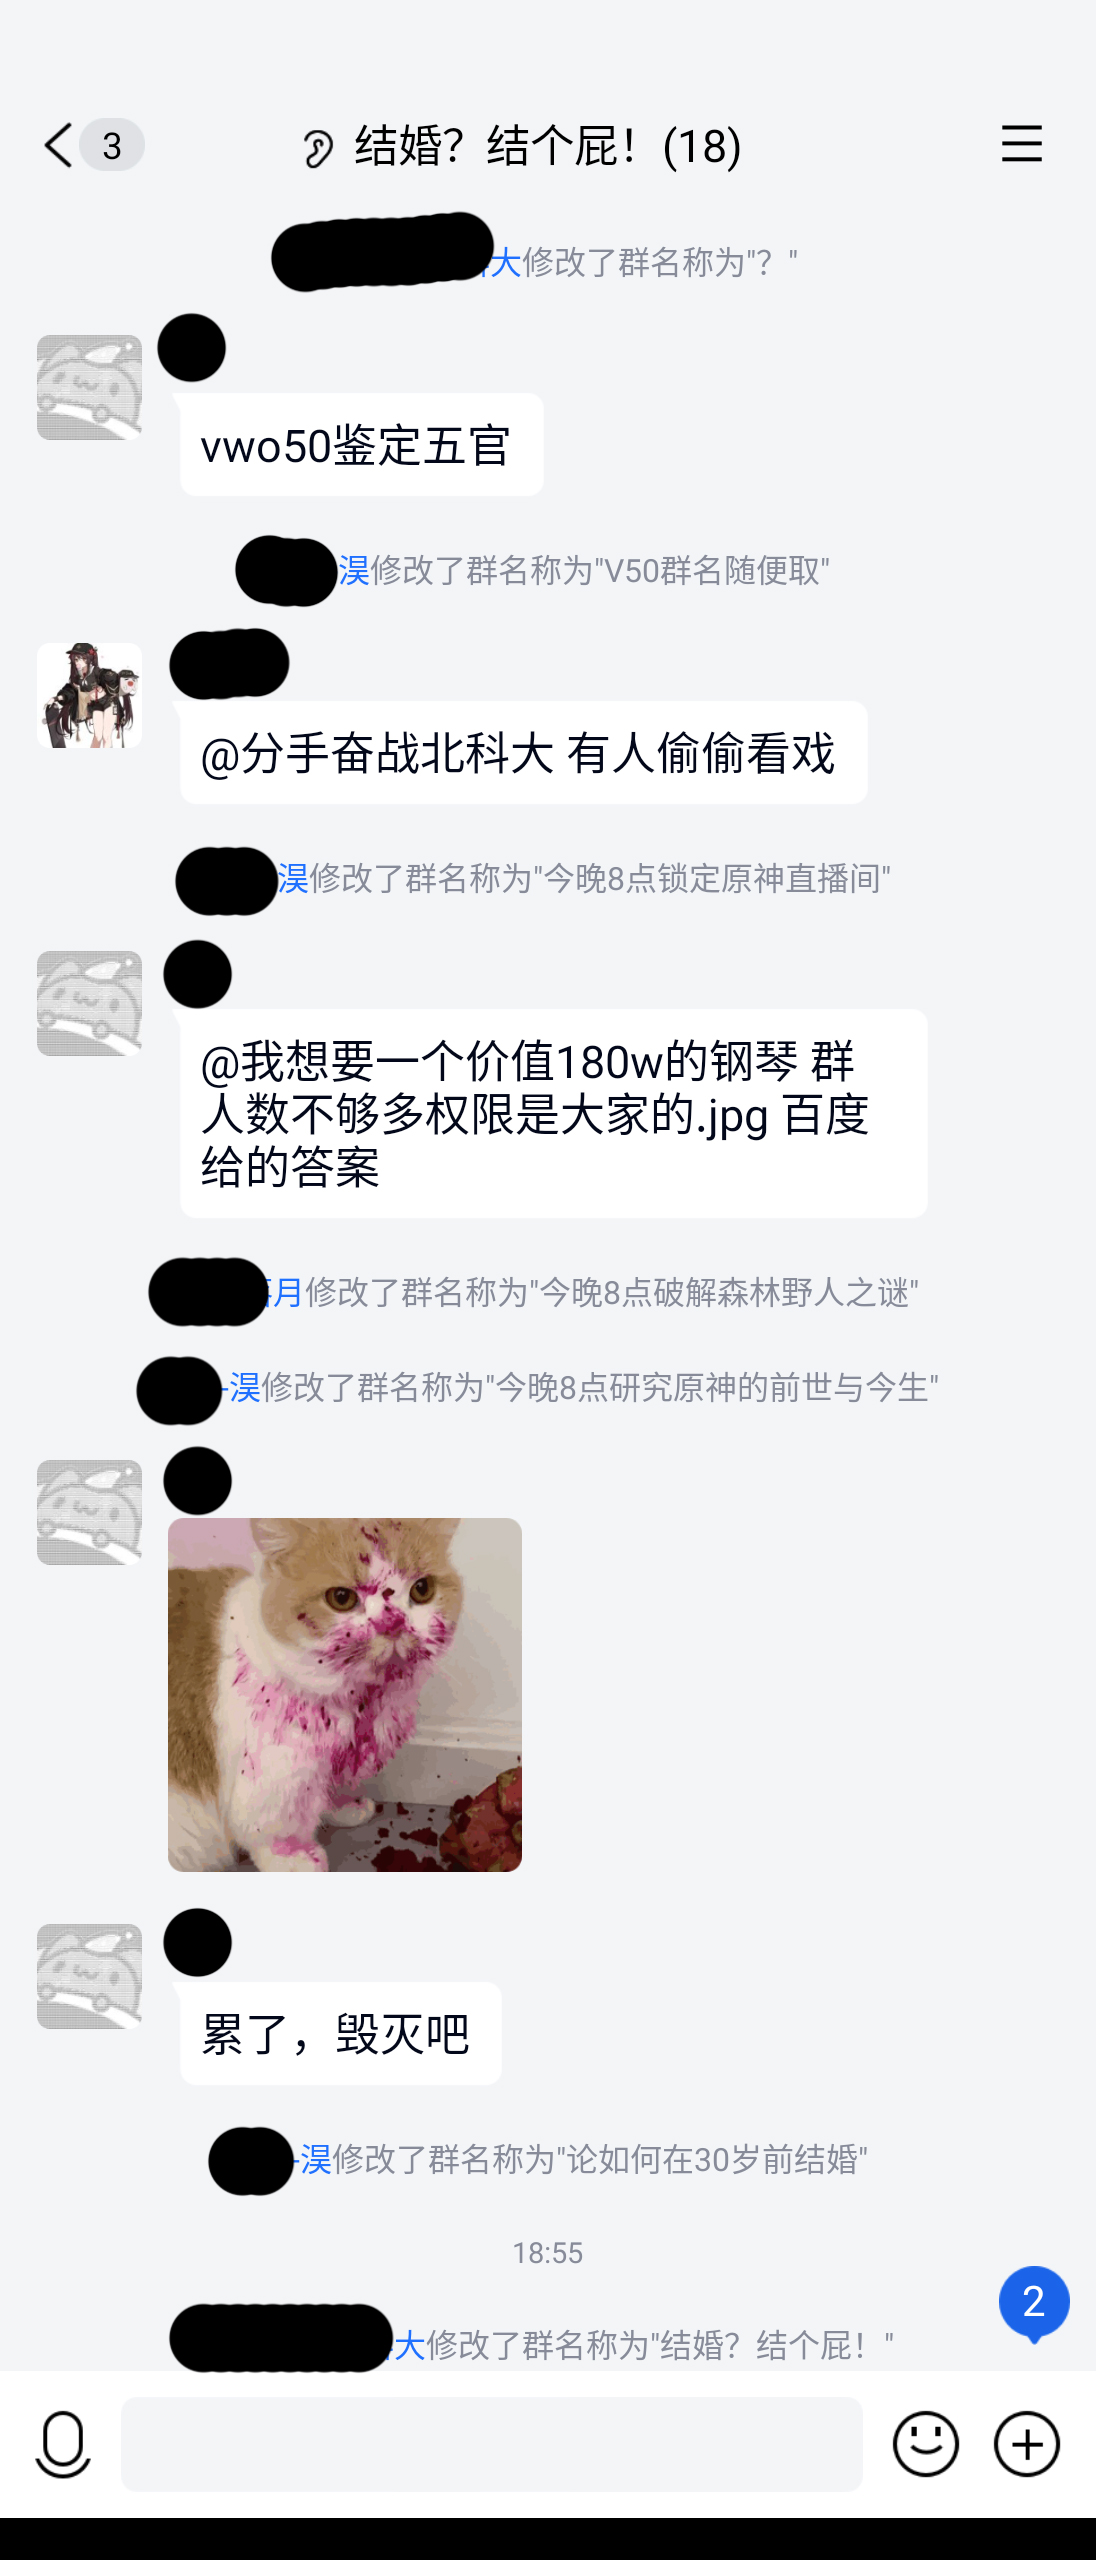 3
结婚？结个屁！(18)
大修改了群名称为"？"
vwo50鉴定五官
淏修改了群名称为"V50群名随便取"
@分手奋战北科大 有人偷偷看戏
淏修改了群名称为"今晚8点锁定原神直播间"
@我想要一个价值180w的钢琴 群
人数不够多权限是大家的.jpg 百度
给的答案
月修改了群名称为"今晚8点破解森林野人之谜"
淏修改了群名称为"今晚8点研究原神的前世与今生"
累了，毁灭吧
淏修改了群名称为"论如何在30岁前结婚"
18:55
2
大修改了群名称为"结婚？结个屁！"